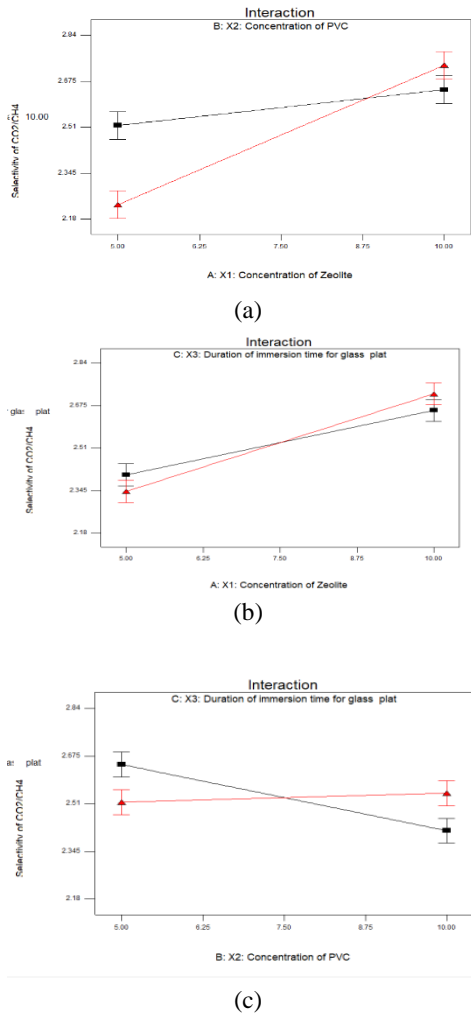 Interaction
B: X2: Concentration of PVC
Selectivity of CO2/CH4
10.00
2.84
2.675
2.51
2.345
2.18
5.00 6.25 7.50 8.75 10.00
A: X1: Concentration of Zeolite
(a)
Interaction
C: X3: Duration of immersion time for glass plat
glas plat
Selectivity of CO2/CH4
2.84
2.675
2.51
2.345
2.18
5.00 6.25 7.50 8.75 10.00
A: X1: Concentration of Zeolite
(b)
Interaction
C: X3: Duration of immersion time for glass plat
plat
Selectivity of CO2/CH4
2.84
2.675
2.51
2.345
2.18
5.00 6.25 7.50 8.75 10.00
B: X2: Concentration of PVC
(c)